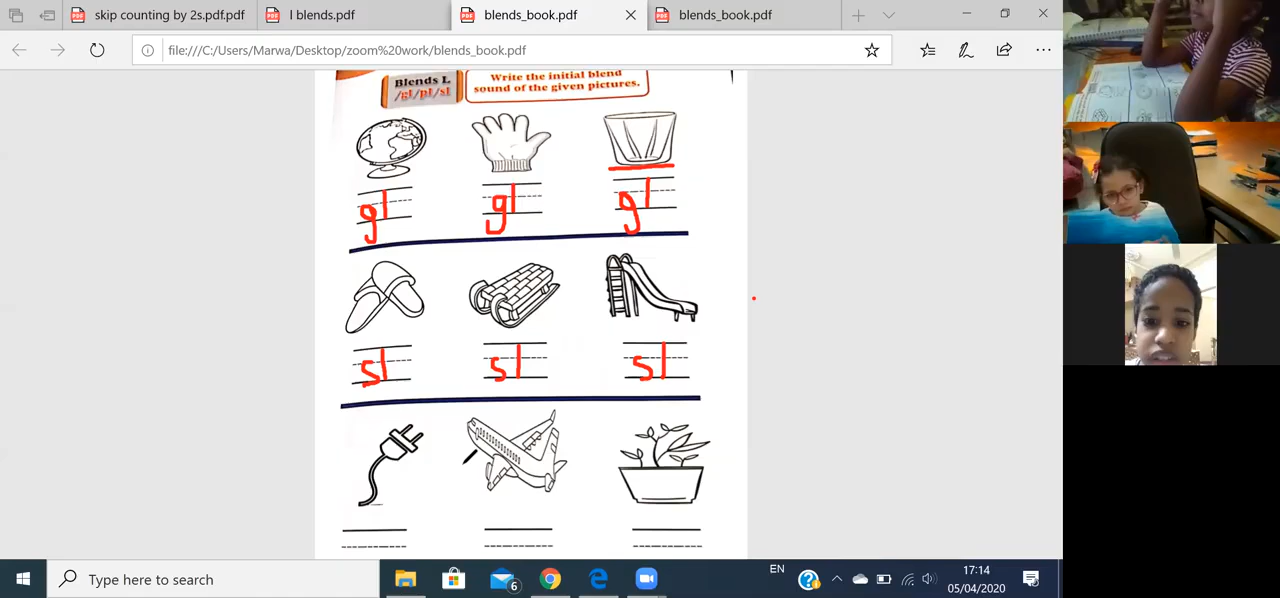 skip counting by 2s.pdf.pdf
l blends.pdf
blends_book.pdf
blends_book.pdf
file:///C:/Users/Marwa/Desktop/zoom%20work/blends_book.pdf
Blends L
/gl/pl/sl
Write the initial blend
sound of the given pictures.
gl gl gl
sl sl sl
Type here to search
6
EN
17:14
05/04/2020